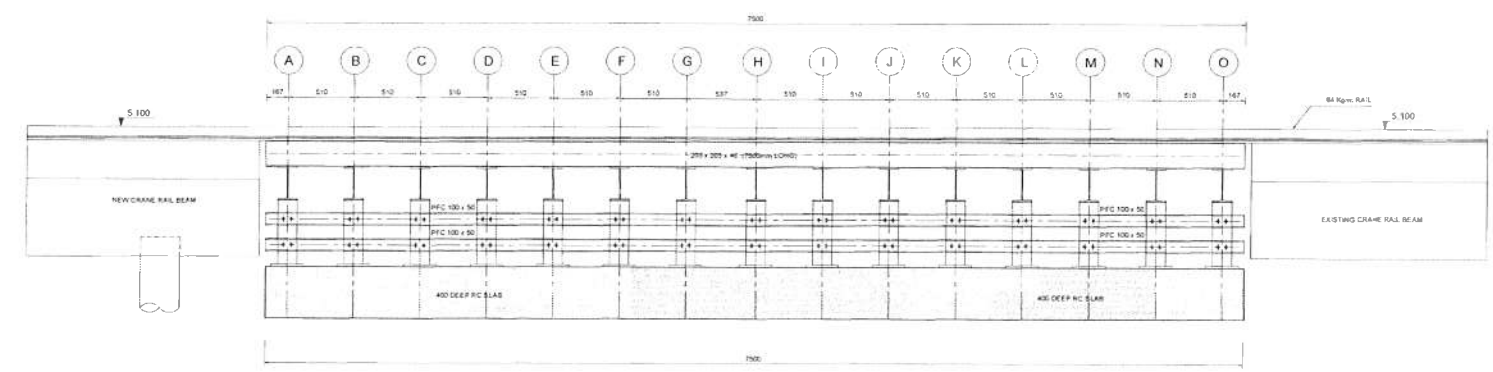 7500
A B C D E F G H I J K L M N O
167 510 510 510 510 510 510 537 510 510 510 510 510 510 167
84 Kg/m RAIL
5.100
5.100
NEW CRANE RAIL BEAM
PFC 100 x 50
PFC 100 x 50
EXISTING CRANE RAIL BEAM
PFC 100 x 50
PFC 100 x 50
400 DEEP RC SLAB
400 DEEP RC SLAB
7500